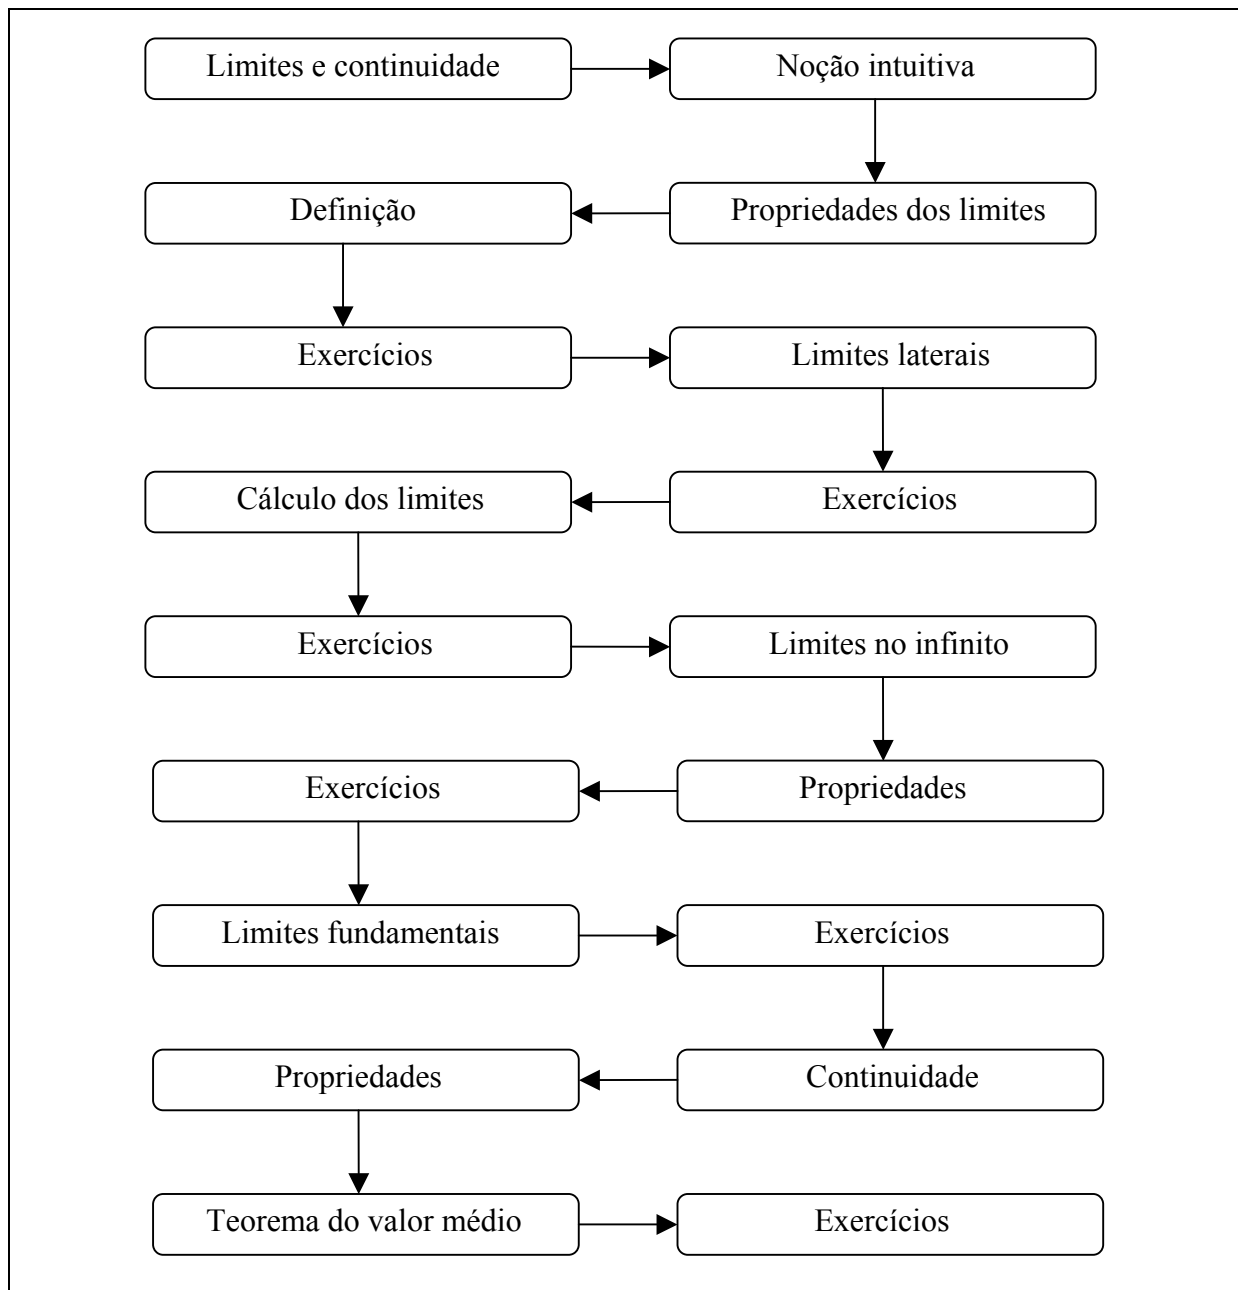 Limites e continuidade
Noção intuitiva
Definição
Propriedades dos limites
Exercícios
Limites laterais
Cálculo dos limites
Exercícios
Exercícios
Limites no infinito
Exercícios
Propriedades
Limites fundamentais
Exercícios
Propriedades
Continuidade
Teorema do valor médio
Exercícios